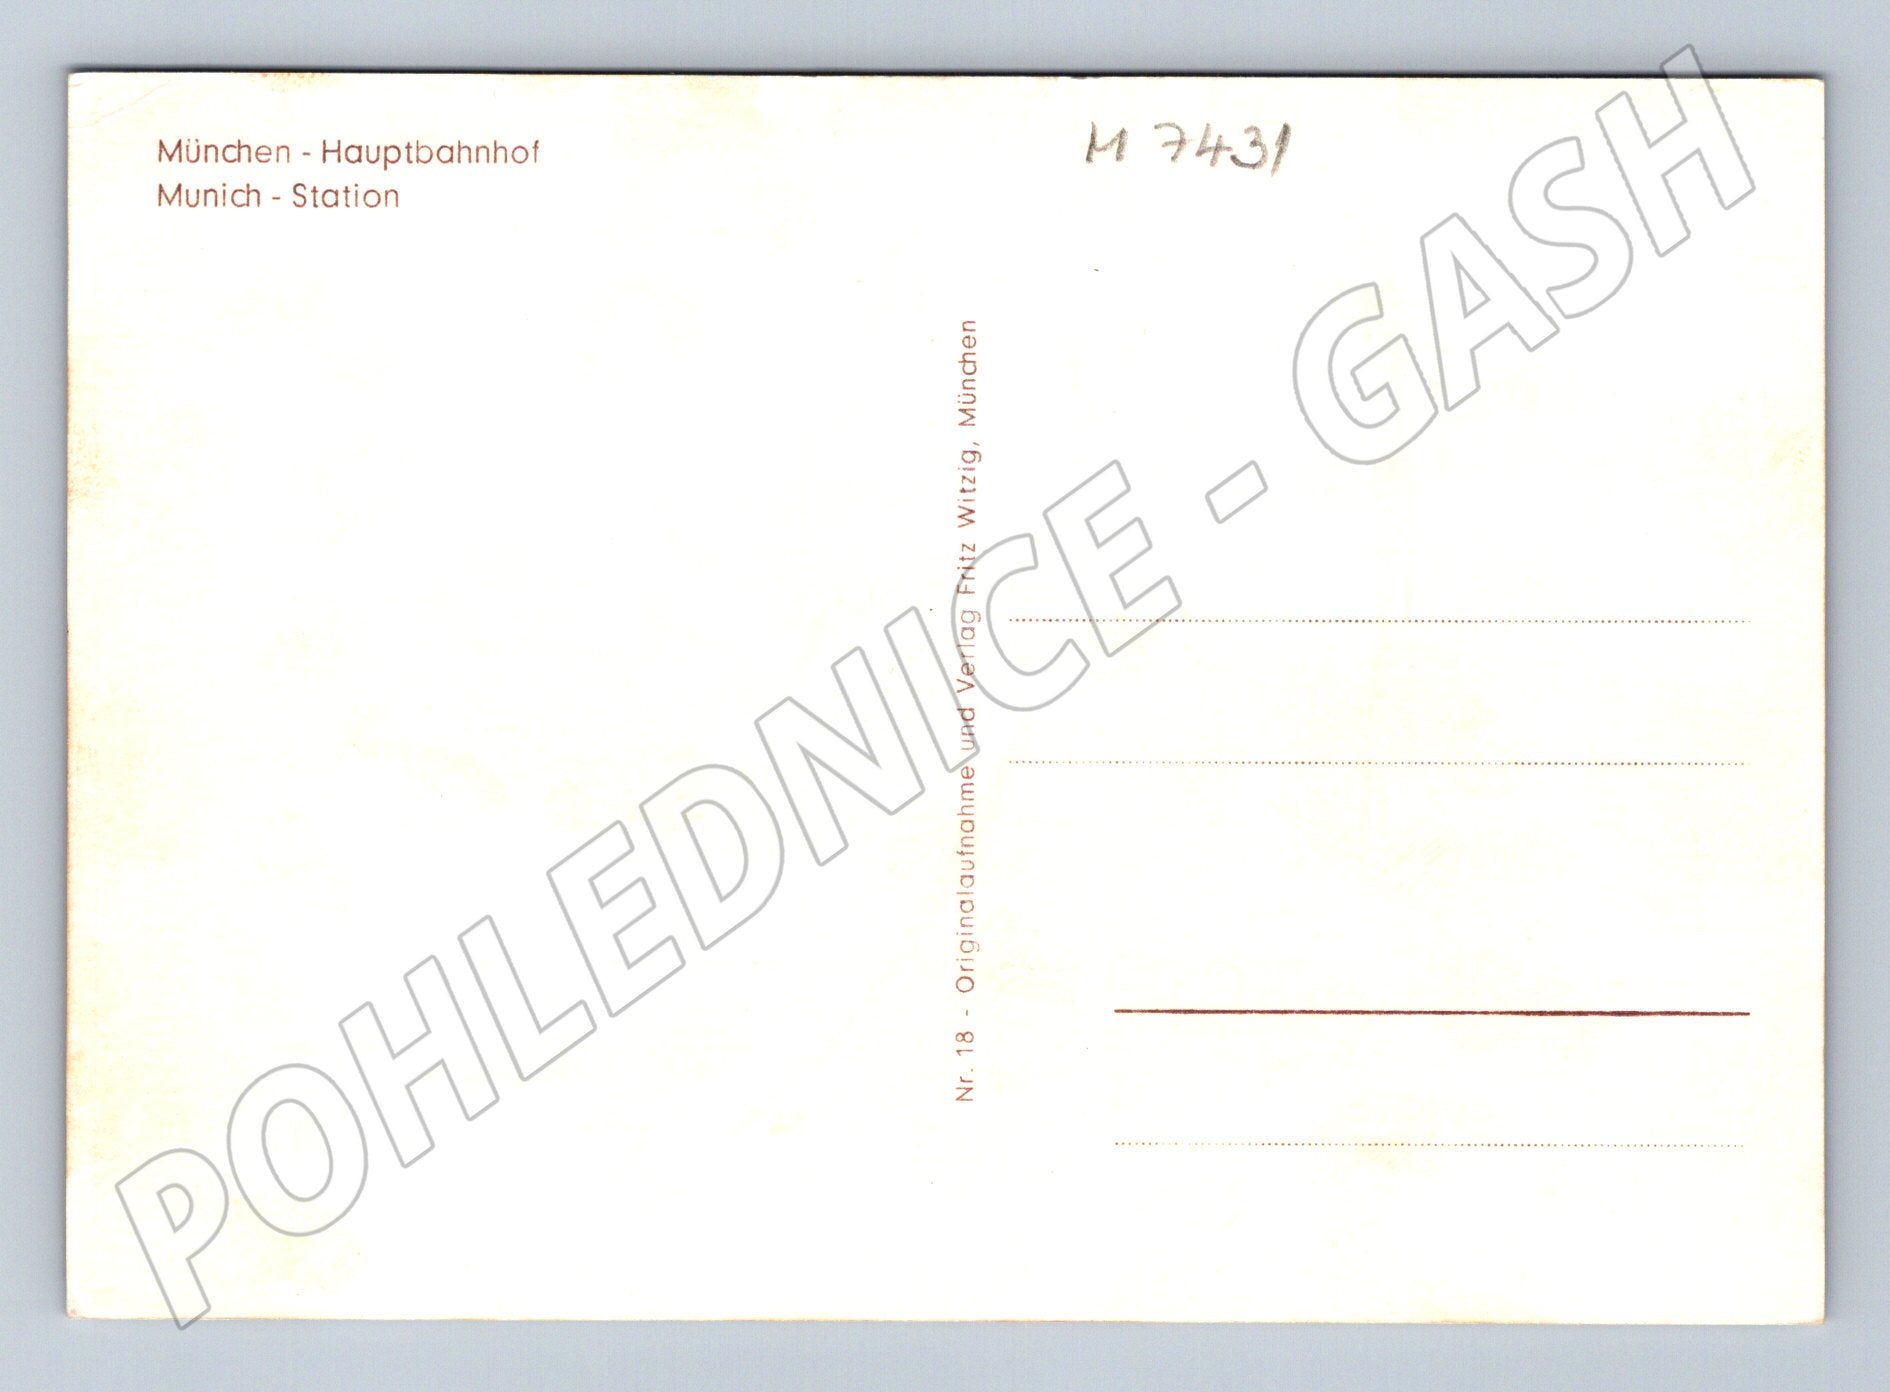 München - Hauptbahnhof
Munich - Station
M 7431
Nr. 18 - Originalaufnahme und Verlag Fritz Witzig, München
POHLEDNICE - GASH